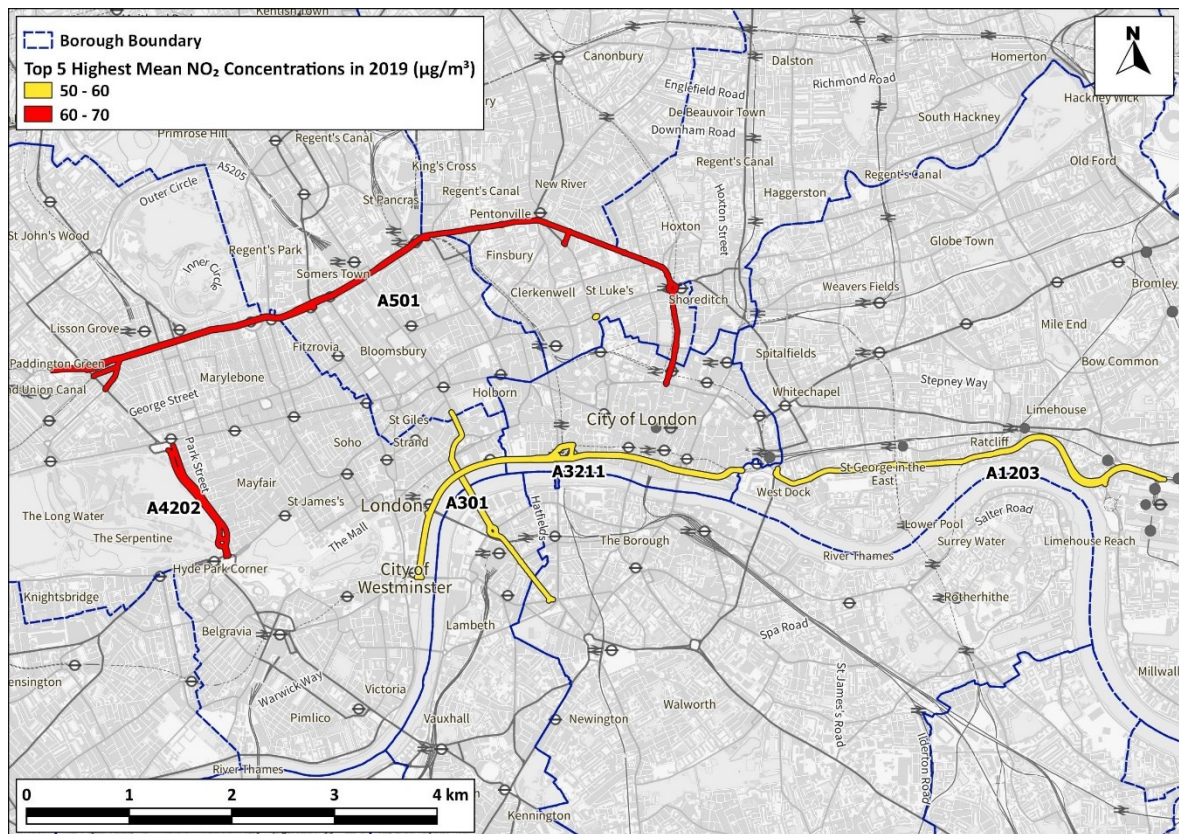 Borough Boundary
Top 5 Highest Mean NO₂ Concentrations in 2019 (µg/m³)
50 - 60
60 - 70
N
Canonbury
Dalston
Homerton
Richmond Road
Englefield Road
Hackney Wick
De Beauvoir Town
South Hackney
Primrose Hill
Regent's Canal
Downham Road
Old Ford
A5205
King's Cross
Regent's Canal
Regent's Canal
Outer Circle
Regent's Canal
New River
Haggerston
St Pancras
Pentonville
Hoxton Street
St John's Wood
Hoxton
Globe Town
Regent's Park
Finsbury
Inner Circle
Somers Town
Clerkenwell
St Luke's
Weavers Fields
Bromley
A501
Shoreditch
Lisson Grove
Mile End
Fitzrovia
Bloomsbury
Spitalfields
Paddington Green
Bow Common
Marylebone
Stepney Way
Union Canal
George Street
Holborn
Whitechapel
St Giles
City of London
Limehouse
Park Street
Soho
Strand
Ratcliff
A3211
St George in the
East
A1203
Mayfair
West Dock
A4202
St James's
London
A301
Hatfields
Salter Road
The Long Water
The Mall
Lower Pool
The Serpentine
The Borough
Surrey Water
Limehouse Reach
River Thames
Hyde Park Corner
City of
Westminster
Knightsbridge
Rotherhithe
Belgravia
Lambeth
Spa Road
Warwick Way
Victoria
St James's Road
Millwall
Pimlico
Vauxhall
Newington
Walworth
River Thames
Ilderton Road
0 1 2 3 4 km
Kennington